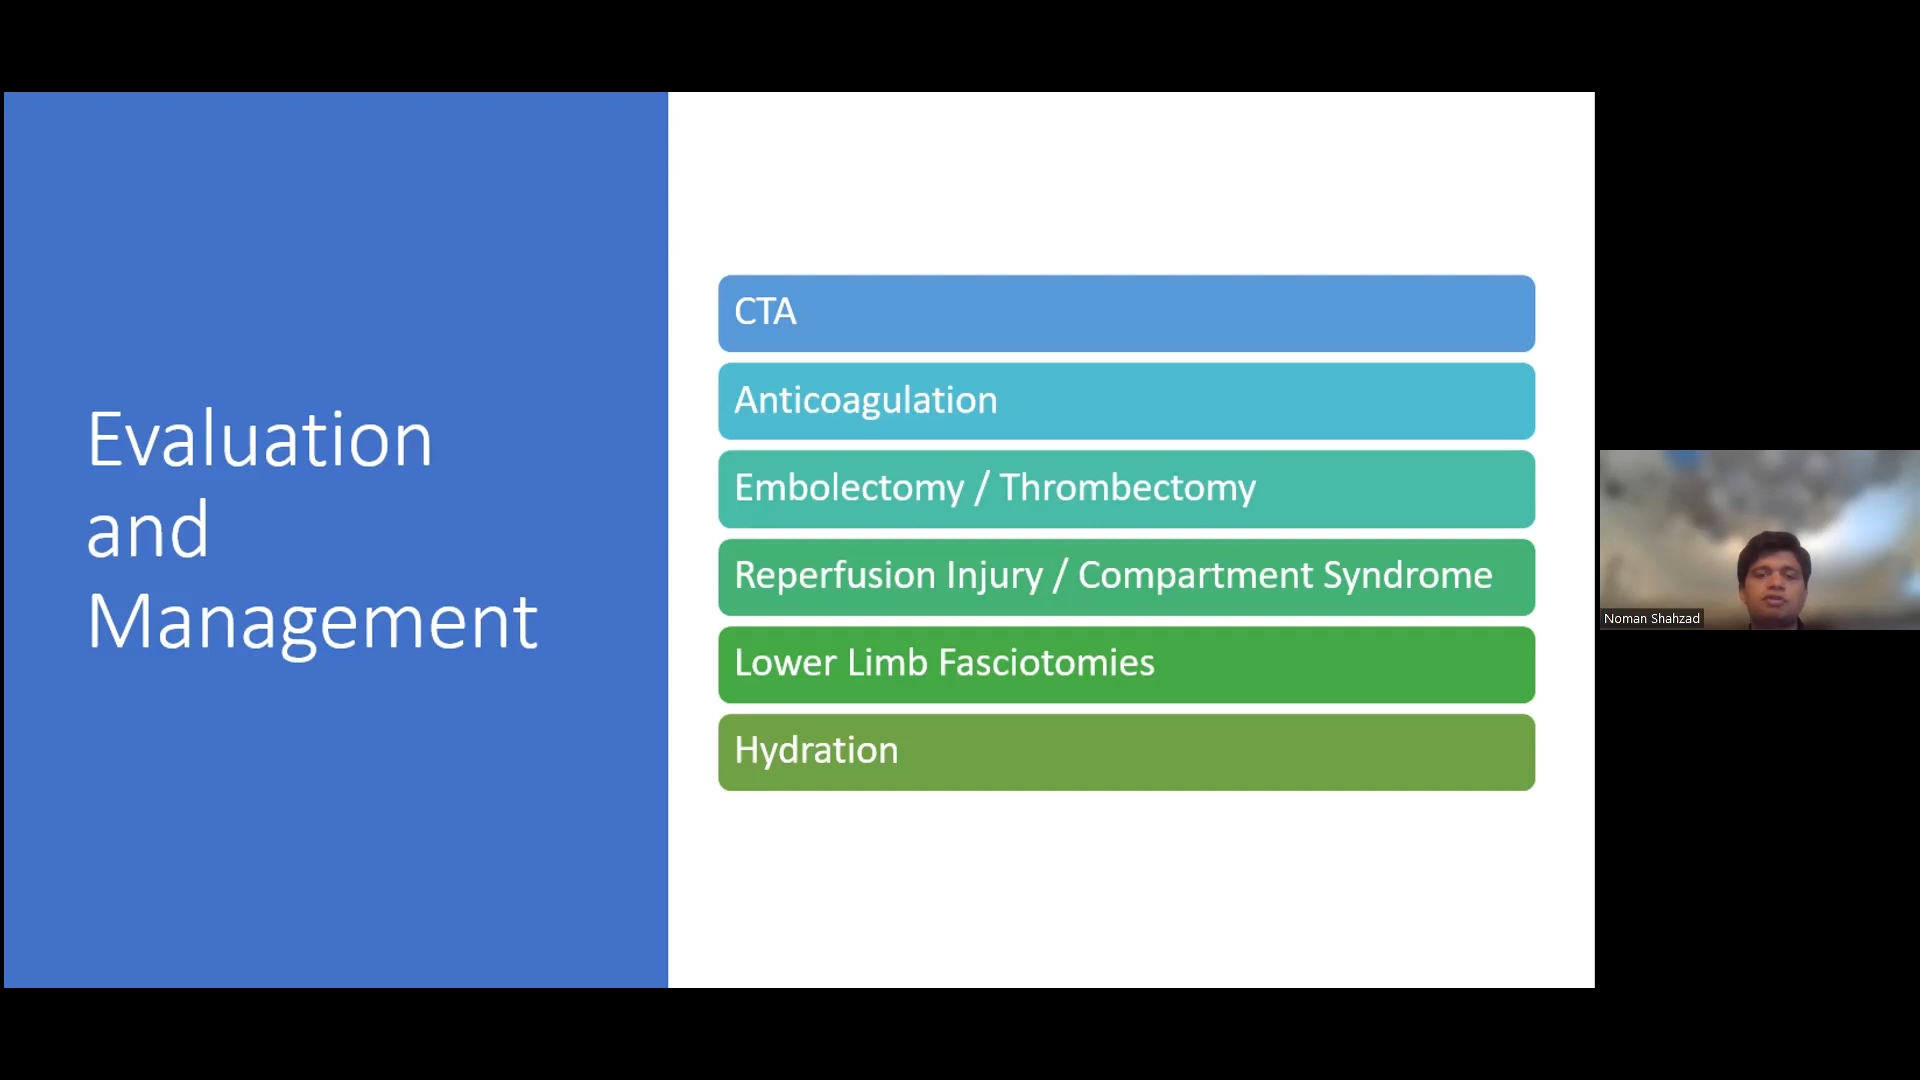 Evaluation
and
Management
CTA
Anticoagulation
Embolectomy / Thrombectomy
Reperfusion Injury / Compartment Syndrome
Lower Limb Fasciotomies
Hydration
Noman Shahzad